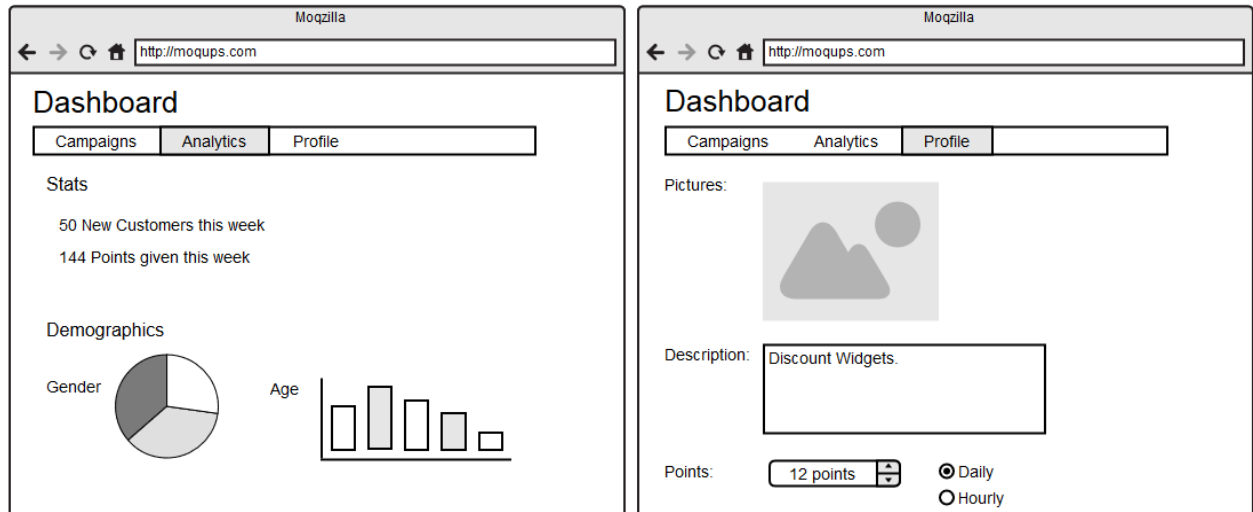 Moqzilla
http://moqups.com
Dashboard
Campaigns Analytics Profile
Stats
50 New Customers this week
144 Points given this week
Demographics
Gender
Age
Moqzilla
http://moqups.com
Dashboard
Campaigns Analytics Profile
Pictures:
Description:
Discount Widgets.
Points:
12 points
Daily
Hourly